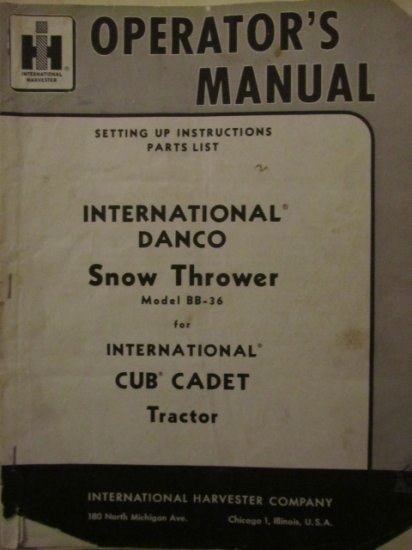 OPERATOR'S
MANUAL
IH
INTERNATIONAL
HARVESTER
®
SETTING UP INSTRUCTIONS
PARTS LIST
INTERNATIONAL®
DANCO
Snow Thrower
Model BB-36
for
INTERNATIONAL®
CUB® CADET
Tractor
INTERNATIONAL HARVESTER COMPANY
180 North Michigan Ave. Chicago 1, Illinois, U.S.A.